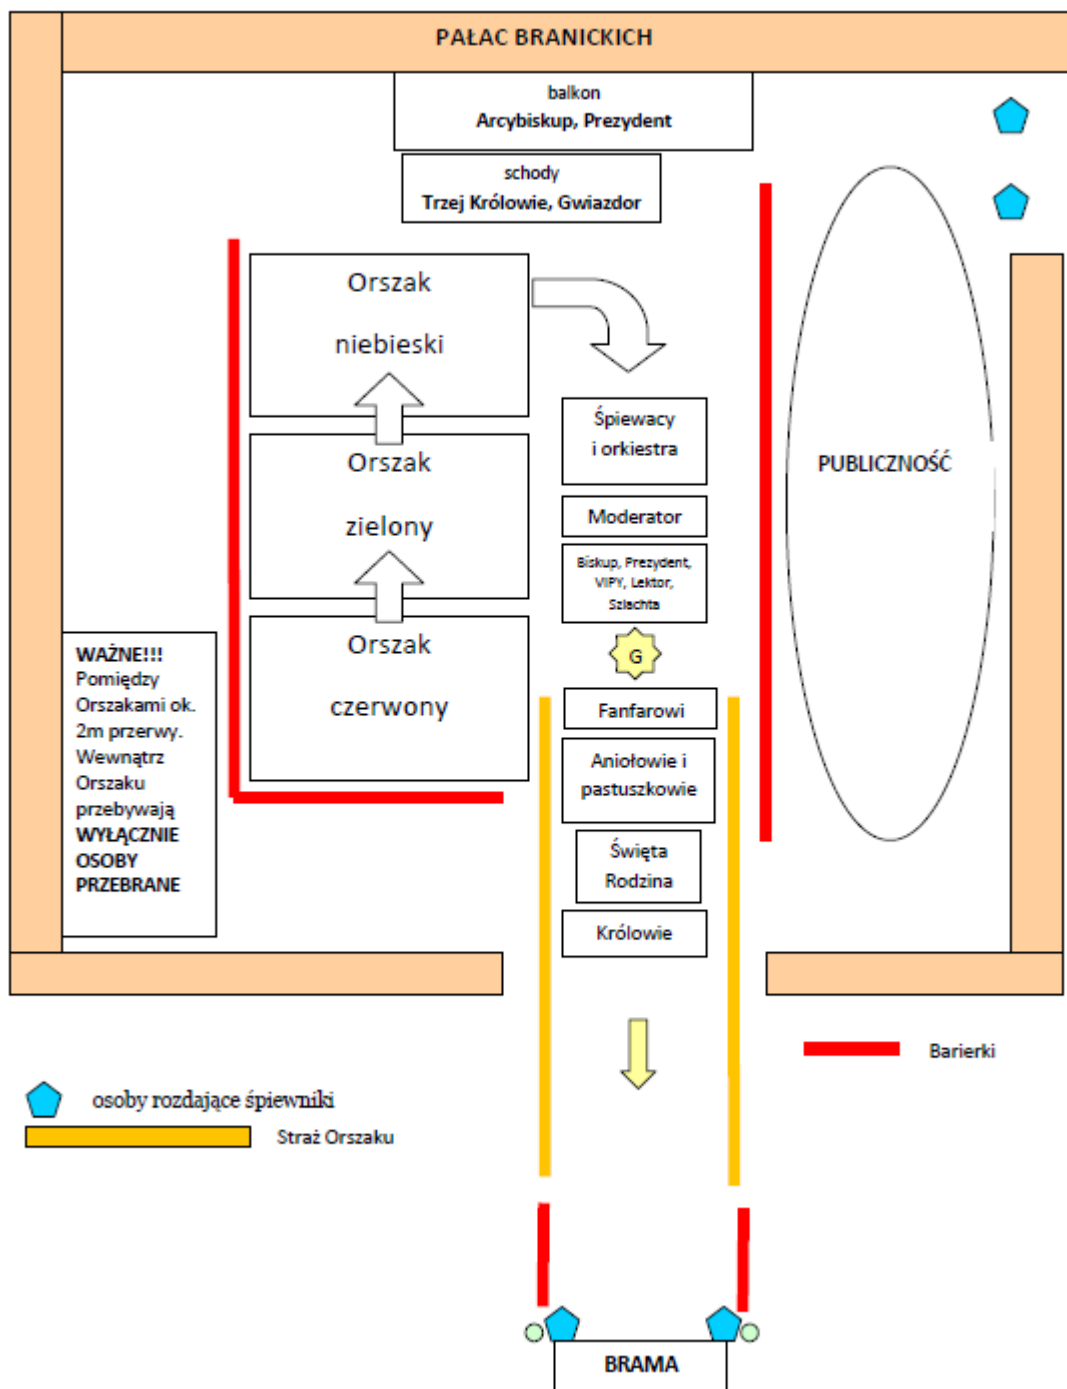 PAŁAC BRANICKICH
balkon
Arcybiskup, Prezydent
schody
Trzej Królowie, Gwiazdor
Orszak
niebieski
Orszak
zielony
Orszak
czerwony
Śpiewacy
i orkiestra
Moderator
Biskup, Prezydent,
VIPY, Lektor,
Szlachta
G
Fanfarowi
Aniołowie i
pastuszkowie
Święta
Rodzina
Królowie
PUBLICZNOŚĆ
WAŻNE!!!
Pomiędzy
Orszakami ok.
2m przerwy.
Wewnątrz
Orszaku
przebywają
WYŁĄCZNIE
OSOBY
PRZEBRANE
Barierki
osoby rozdające śpiewniki
Straż Orszaku
BRAMA